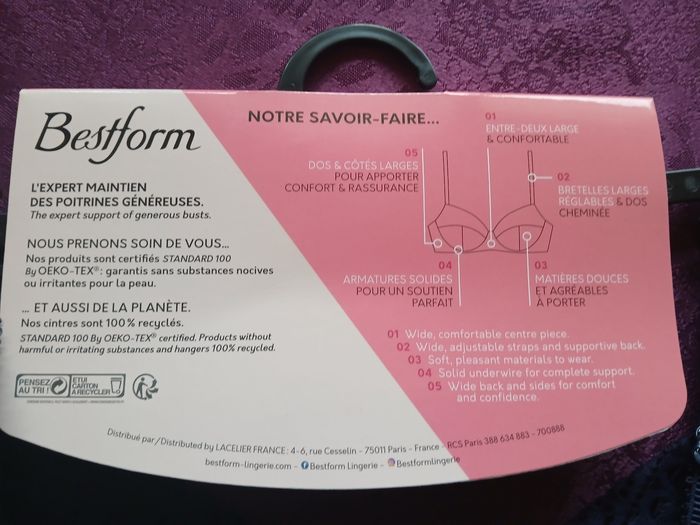 Bestform
L'EXPERT MAINTIEN
DES POITRINES GÉNÉREUSES.
The expert support of generous busts.
NOUS PRENONS SOIN DE VOUS...
Nos produits sont certifiés STANDARD 100
By OEKO-TEX® : garantis sans substances nocives
ou irritantes pour la peau.
... ET AUSSI DE LA PLANÈTE.
Nos cintres sont 100 % recyclés.
STANDARD 100 By OEKO-TEX® certified. Products without
harmful or irritating substances and hangers 100% recycled.
PENSEZ
AU TRI !
ETUI
CARTON
À RECYCLER
NOTRE SAVOIR-FAIRE...
01
ENTRE-DEUX LARGE
& CONFORTABLE
05
DOS & CÔTÉS LARGES
POUR APPORTER
CONFORT & RASSURANCE
02
BRETELLES LARGES
RÉGLABLES & DOS
CHEMINÉE
04
ARMATURES SOLIDES
POUR UN SOUTIEN
PARFAIT
03
MATIÈRES DOUCES
ET AGRÉABLES
À PORTER
01 Wide, comfortable centre piece.
02 Wide, adjustable straps and supportive back.
03 Soft, pleasant materials to wear.
04 Solid underwire for complete support.
05 Wide back and sides for comfort
and confidence.
Distribué par / Distributed by LACELIER FRANCE : 4-6, rue Cesselin - 75011 Paris - France - RCS Paris 388 634 883 - 700888
bestform-lingerie.com - Bestform Lingerie - Bestformlingerie